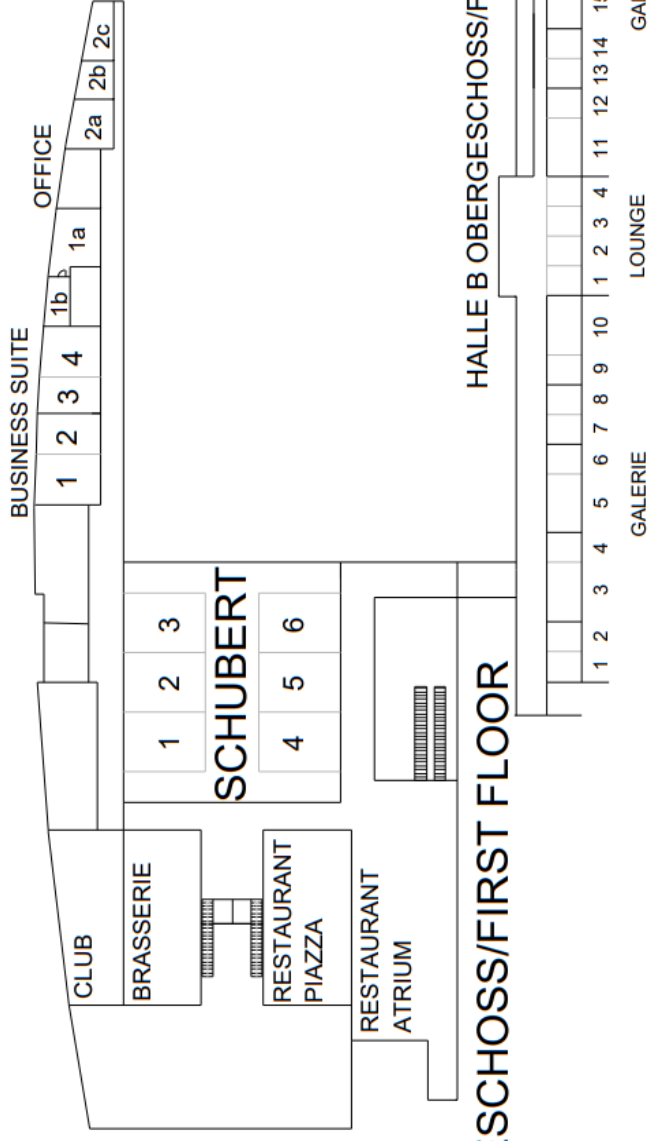 BUSINESS SUITE
OFFICE
1 2 3 4
1b 1a
2a 2b 2c
CLUB
BRASSERIE
1 2 3
SCHUBERT
4 5 6
RESTAURANT
PIAZZA
RESTAURANT
ATRIUM
SCHOSS/FIRST FLOOR
HALLE B OBERGESCHOSS/F
1 2 3 4 5 6 7 8 9 10 1 2 3 4 11 12 13 14 15
GALERIE
LOUNGE